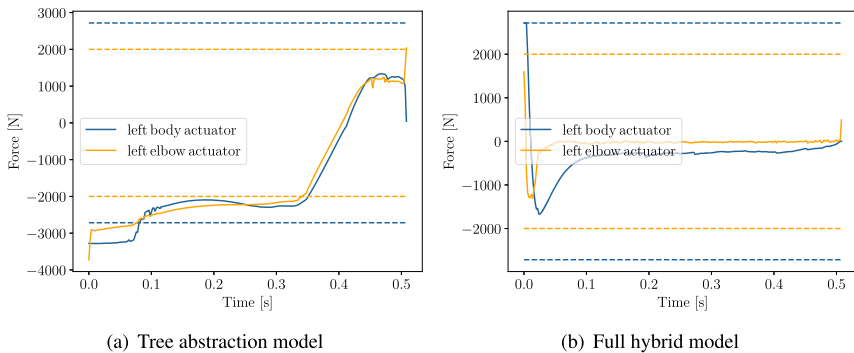 3000
2000
1000
0
−1000
−2000
−3000
−4000
Force [N]
left body actuator
left elbow actuator
0.0 0.1 0.2 0.3 0.4 0.5
Time [s]
(a) Tree abstraction model
2000
1000
0
−1000
−2000
Force [N]
left body actuator
left elbow actuator
0.0 0.1 0.2 0.3 0.4 0.5
Time [s]
(b) Full hybrid model